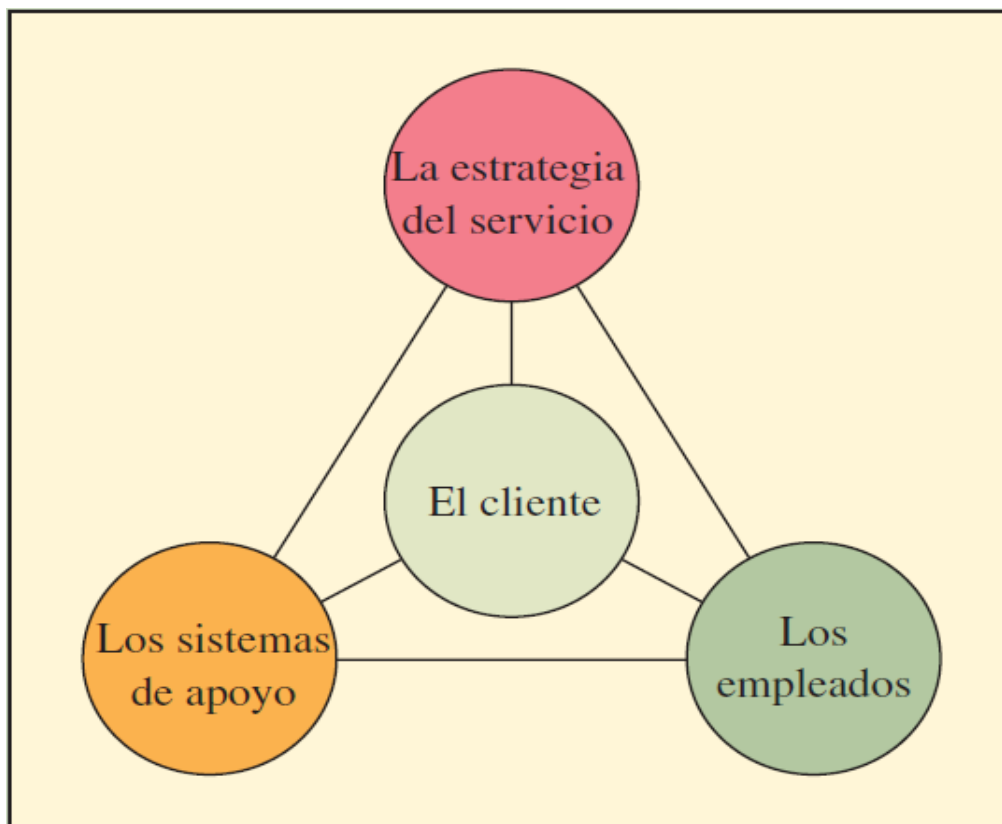 La estrategia
del servicio
El cliente
Los sistemas
de apoyo
Los
empleados